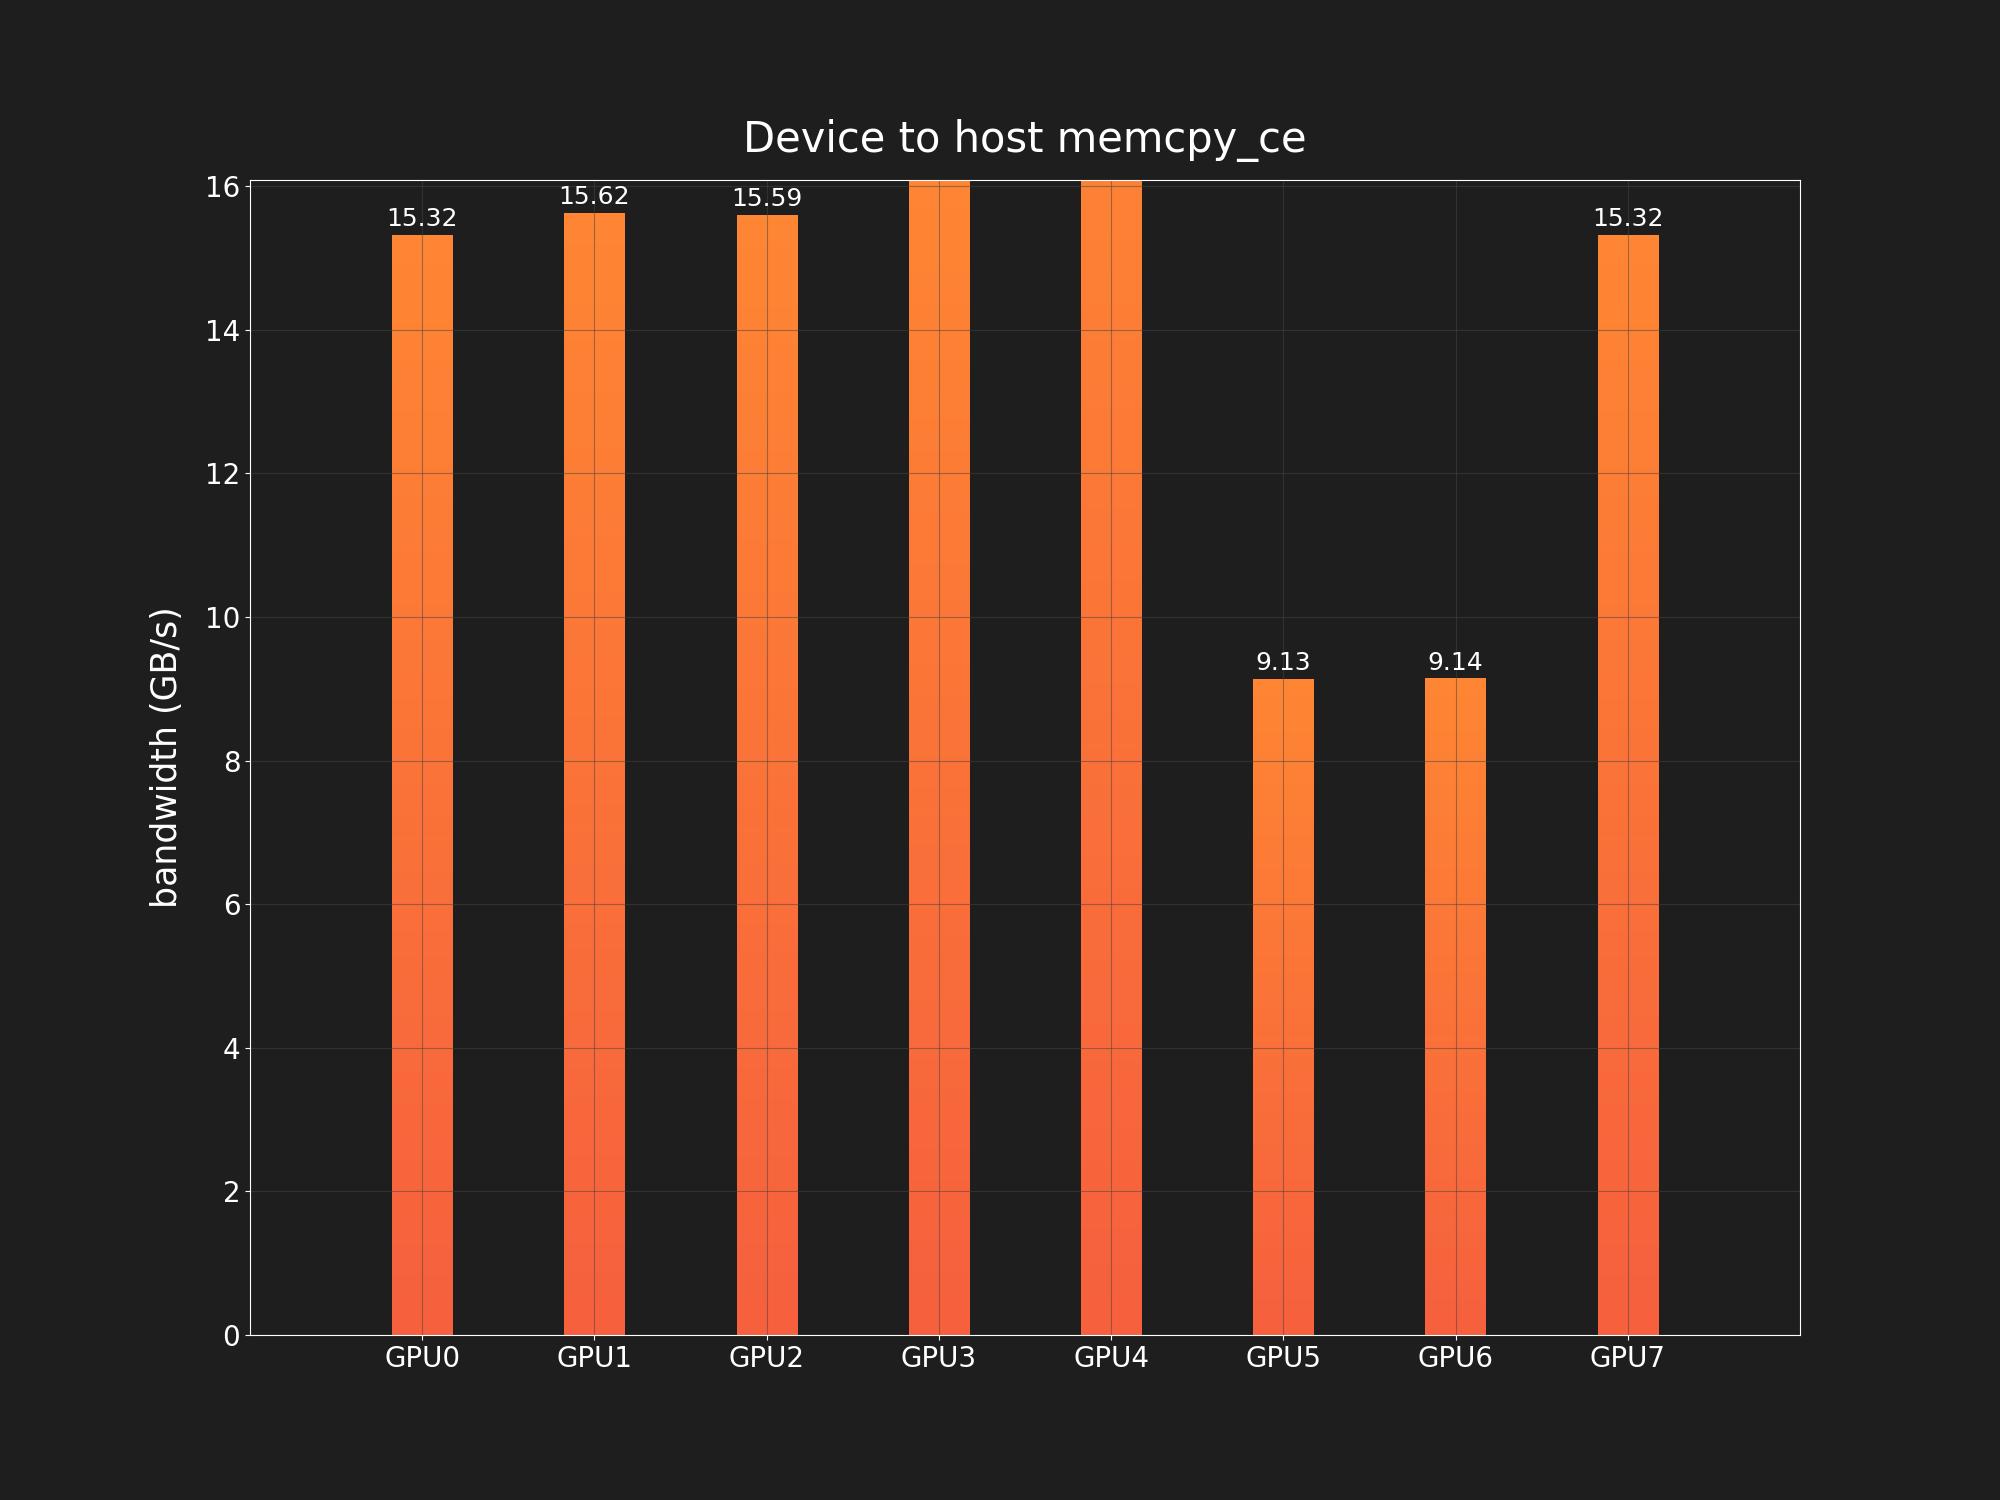 Device to host memcpy_ce
bandwidth (GB/s)
16
14
12
10
8
6
4
2
0
15.32
15.62
15.59
9.13
9.14
15.32
GPU0
GPU1
GPU2
GPU3
GPU4
GPU5
GPU6
GPU7